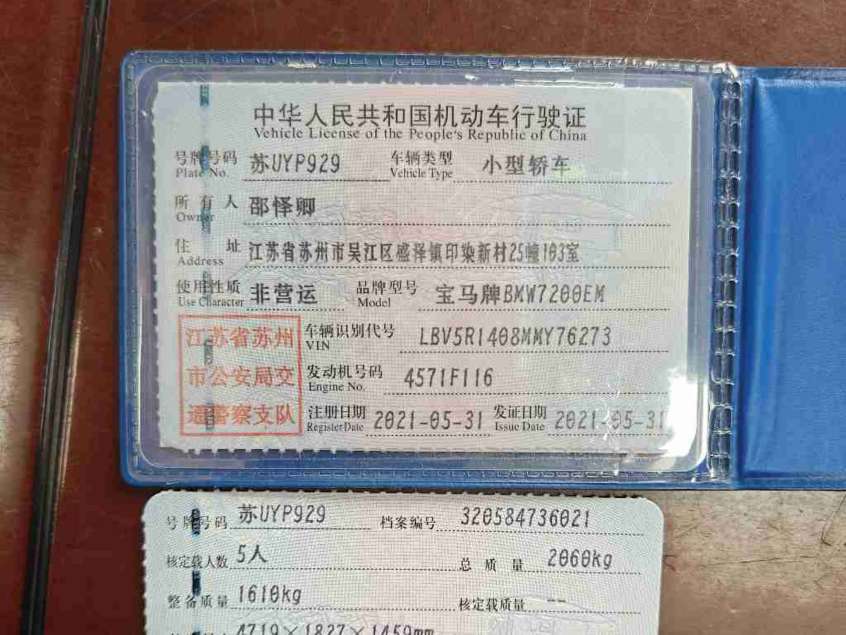 中华人民共和国机动车行驶证
Vehicle License of the People's Republic of China
号牌号码 苏UYP929 车辆类型 小型轿车
Plate No. Vehicle Type
所有人 邵怿卿
Owner
住址 江苏省苏州市吴江区盛泽镇印染新村25幢103室
Address
使用性质 非营运 品牌型号 宝马牌BMW7200EM
Use Character Model
江苏省苏州
市公安局交
通警察支队
车辆识别代号 LBV5R1408MMY76273
VIN
发动机号码 4571F116
Engine No.
注册日期 2021-05-31 发证日期 2021-05-31
Register Date Issue Date
号牌号码 苏UYP929 档案编号 320584736021
核定载人数 5人 总质量 2060kg
整备质量 1610kg 核定载质量 --
4719×1827×1459mm